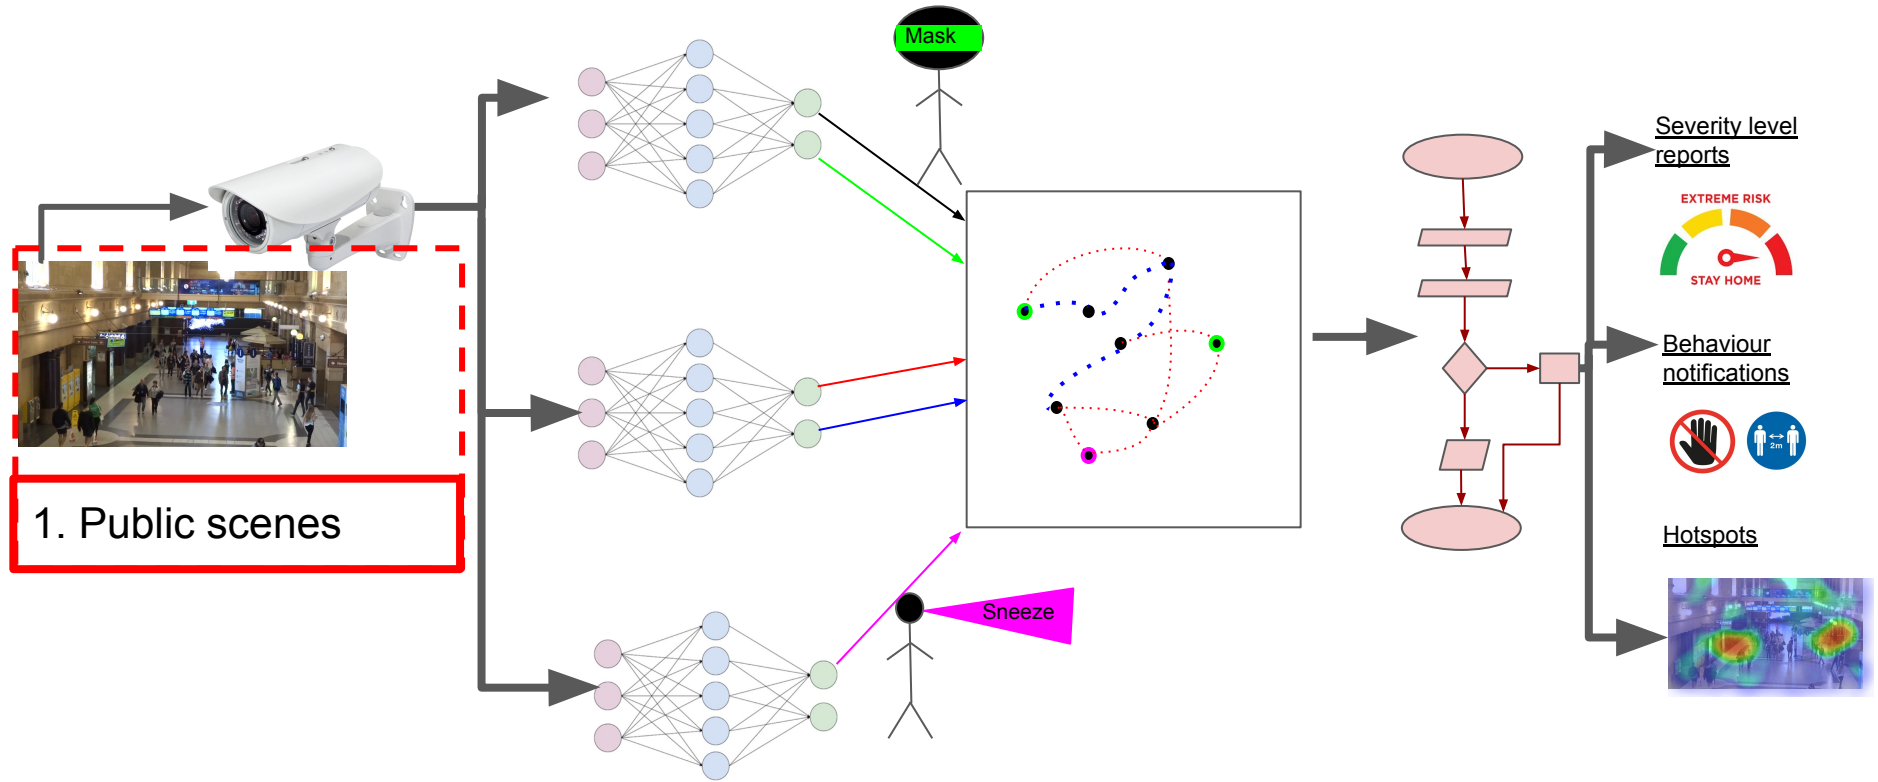 Mask
1. Public scenes
Sneeze
Severity level
reports
EXTREME RISK
STAY HOME
Behaviour
notifications
2m
Hotspots